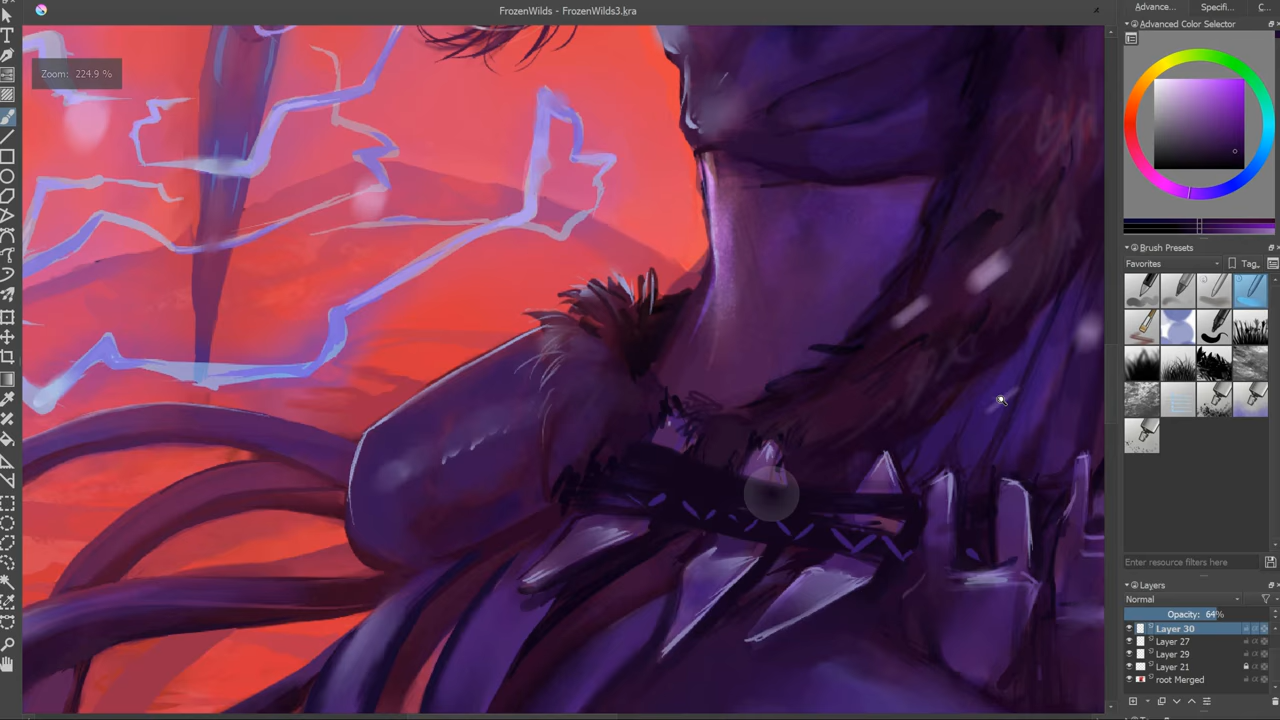 FrozenWilds - FrozenWilds3.kra
Zoom: 224.9 %
Advance...
Specifi...
C...
Advanced Color Selector
Brush Presets
Favorites
Tag
Enter resource filters here
Layers
Normal
Opacity: 64%
Layer 30
Layer 27
Layer 29
Layer 21
root Merged